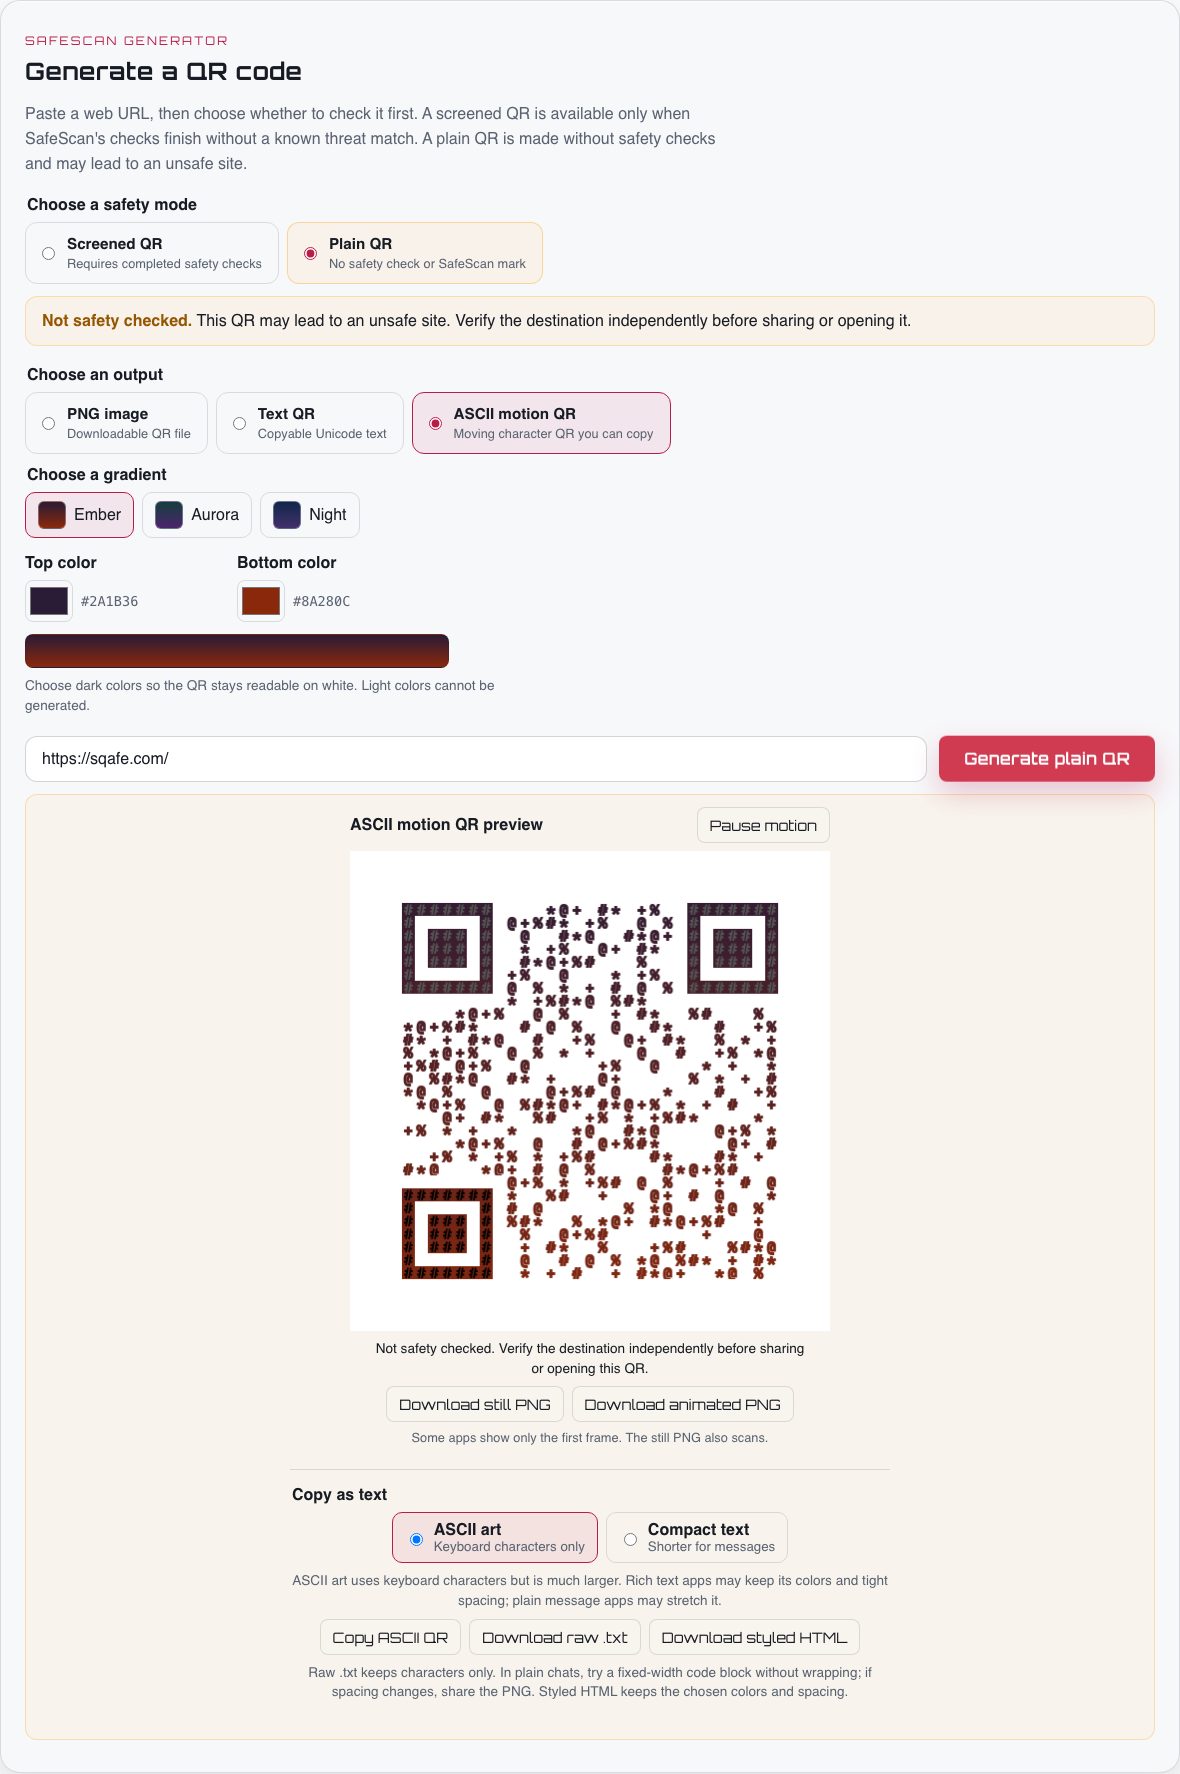 SAFESCAN GENERATOR
Generate a QR code
Paste a web URL, then choose whether to check it first. A screened QR is available only when
SafeScan's checks finish without a known threat match. A plain QR is made without safety checks
and may lead to an unsafe site.
Choose a safety mode
Screened QR
Requires completed safety checks
Plain QR
No safety check or SafeScan mark
Not safety checked. This QR may lead to an unsafe site. Verify the destination independently before sharing or opening it.
Choose an output
PNG image
Downloadable QR file
Text QR
Copyable Unicode text
ASCII motion QR
Moving character QR you can copy
Choose a gradient
Ember
Aurora
Night
Top color
Bottom color
#2A1B36
#8A280C
Choose dark colors so the QR stays readable on white. Light colors cannot be
generated.
https://sqafe.com/
Generate plain QR
ASCII motion QR preview
Pause motion
Not safety checked. Verify the destination independently before sharing
or opening this QR.
Download still PNG
Download animated PNG
Some apps show only the first frame. The still PNG also scans.
Copy as text
ASCII art
Keyboard characters only
Compact text
Shorter for messages
ASCII art uses keyboard characters but is much larger. Rich text apps may keep its colors and tight
spacing; plain message apps may stretch it.
Copy ASCII QR
Download raw .txt
Download styled HTML
Raw .txt keeps characters only. In plain chats, try a fixed-width code block without wrapping; if
spacing changes, share the PNG. Styled HTML keeps the chosen colors and spacing.